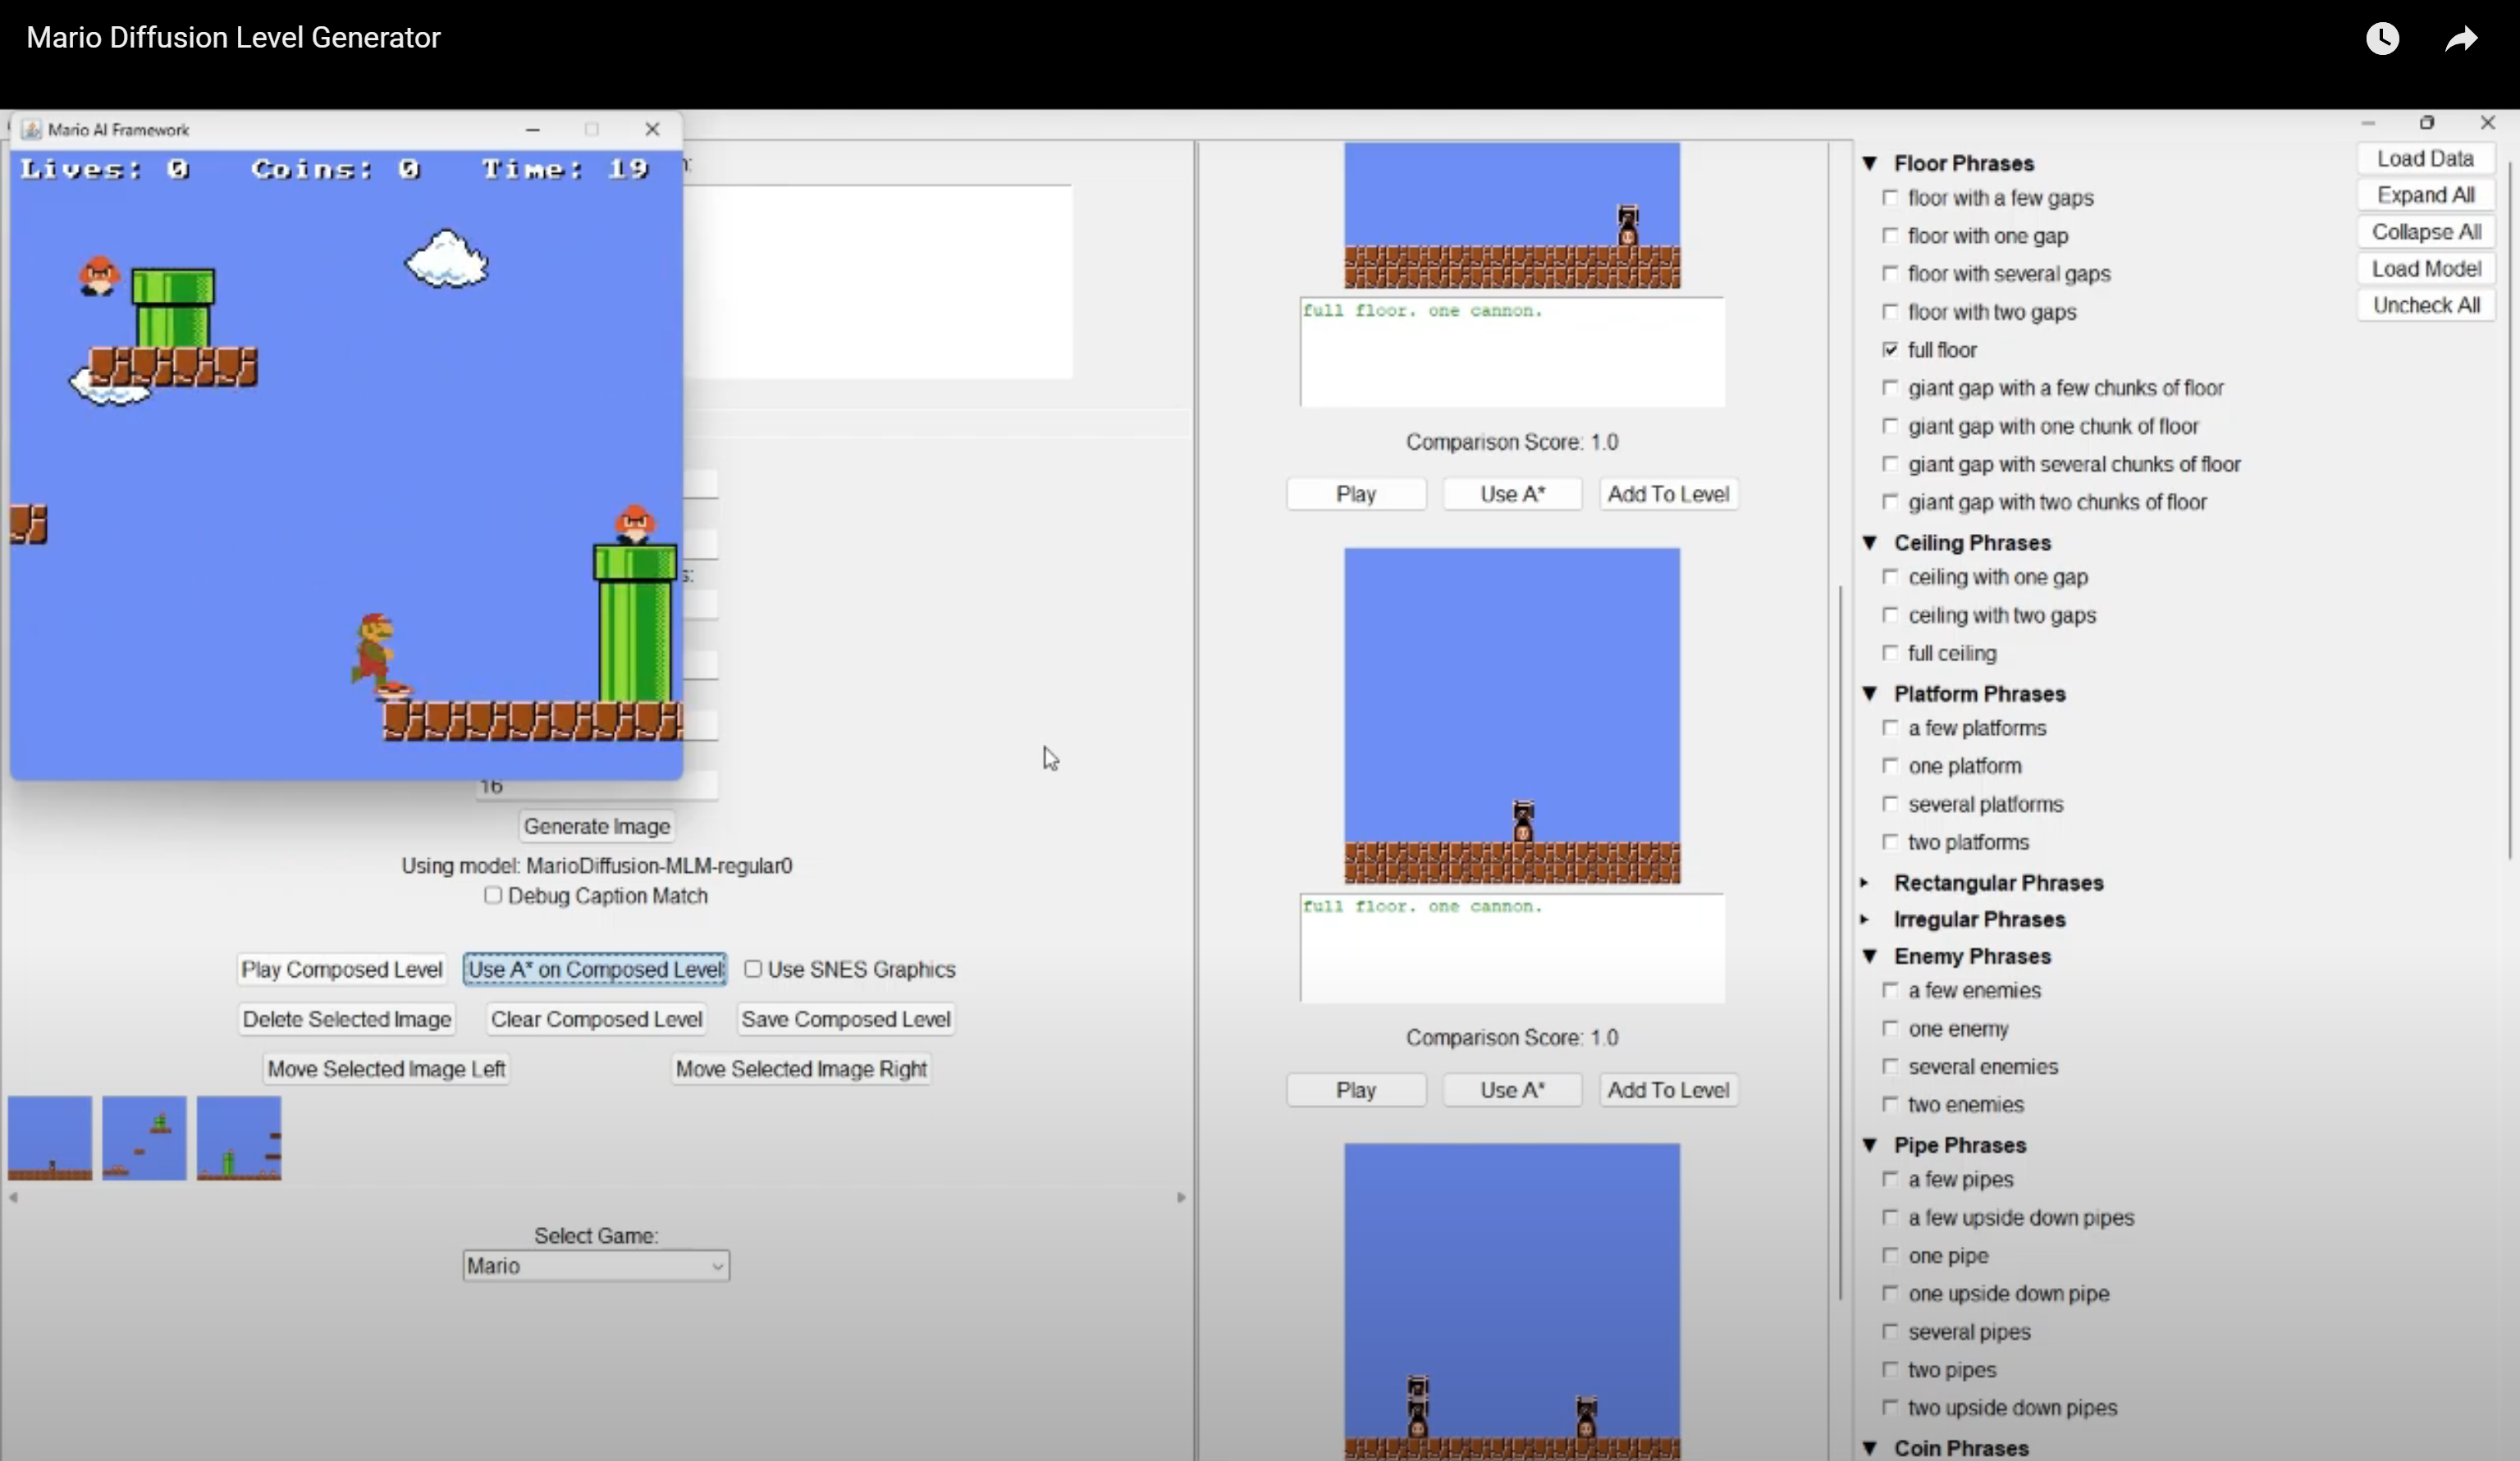 Mario Diffusion Level Generator
Mario AI Framework
Lives: 0 Coins: 0 Time: 19
16
Generate Image
Using model: MarioDiffusion-MLM-regular0
Debug Caption Match
Play Composed Level
Use A* on Composed Level
Use SNES Graphics
Delete Selected Image
Clear Composed Level
Save Composed Level
Move Selected Image Left
Move Selected Image Right
Select Game:
Mario
full floor. one cannon.
Comparison Score: 1.0
Play
Use A*
Add To Level
full floor. one cannon.
Comparison Score: 1.0
Play
Use A*
Add To Level
Floor Phrases
floor with a few gaps
floor with one gap
floor with several gaps
floor with two gaps
full floor
giant gap with a few chunks of floor
giant gap with one chunk of floor
giant gap with several chunks of floor
giant gap with two chunks of floor
Ceiling Phrases
ceiling with one gap
ceiling with two gaps
full ceiling
Platform Phrases
a few platforms
one platform
several platforms
two platforms
Rectangular Phrases
Irregular Phrases
Enemy Phrases
a few enemies
one enemy
several enemies
two enemies
Pipe Phrases
a few pipes
a few upside down pipes
one pipe
one upside down pipe
several pipes
two pipes
two upside down pipes
Coin Phrases
Load Data
Expand All
Collapse All
Load Model
Uncheck All